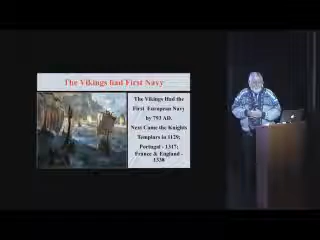 The Vikings had First Navy
The Vikings Had the
First European Navy
by 793 AD.
Next Came the Knights
Templars in 1129;
Portugal - 1317;
France & England -
1338